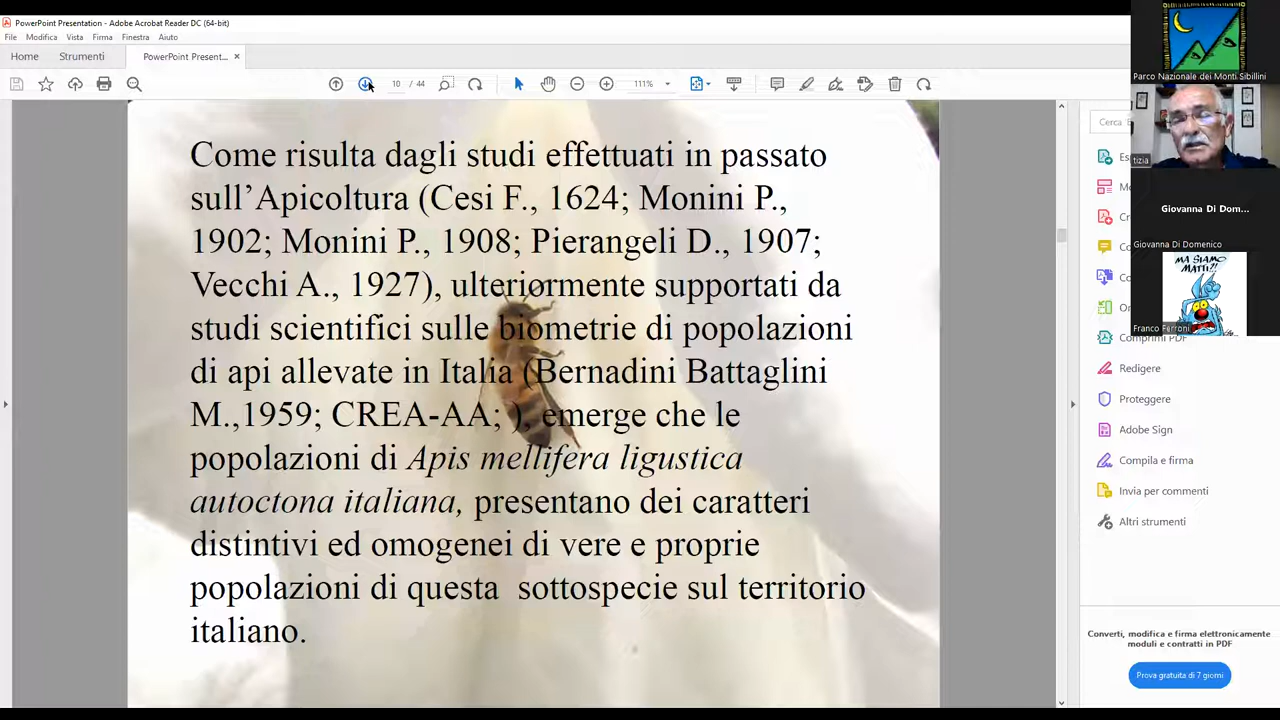 PowerPoint Presentation - Adobe Acrobat Reader DC (64-bit)
File Modifica Vista Firma Finestra Aiuto
Home Strumenti PowerPoint Present... ×
10 / 44 111%
Come risulta dagli studi effettuati in passato
sull’Apicoltura (Cesi F., 1624; Monini P.,
1902; Monini P., 1908; Pierangeli D., 1907;
Vecchi A., 1927), ulteriormente supportati da
studi scientifici sulle biometrie di popolazioni
di api allevate in Italia (Bernadini Battaglini
M.,1959; CREA-AA; ), emerge che le
popolazioni di Apis mellifera ligustica
autoctona italiana, presentano dei caratteri
distintivi ed omogenei di vere e proprie
popolazioni di questa sottospecie sul territorio
italiano.
Cerca
Comprimi PDF
Redigere
Proteggere
Adobe Sign
Compila e firma
Invia per commenti
Altri strumenti
Converti, modifica e firma elettronicamente
moduli e contratti in PDF
Prova gratuita di 7 giorni
Parco Nazionale dei Monti Sibillini
tizia
Giovanna Di Dom...
Giovanna Di Domenico
MA SIAMO
MATTI?!
Franco Ferroni